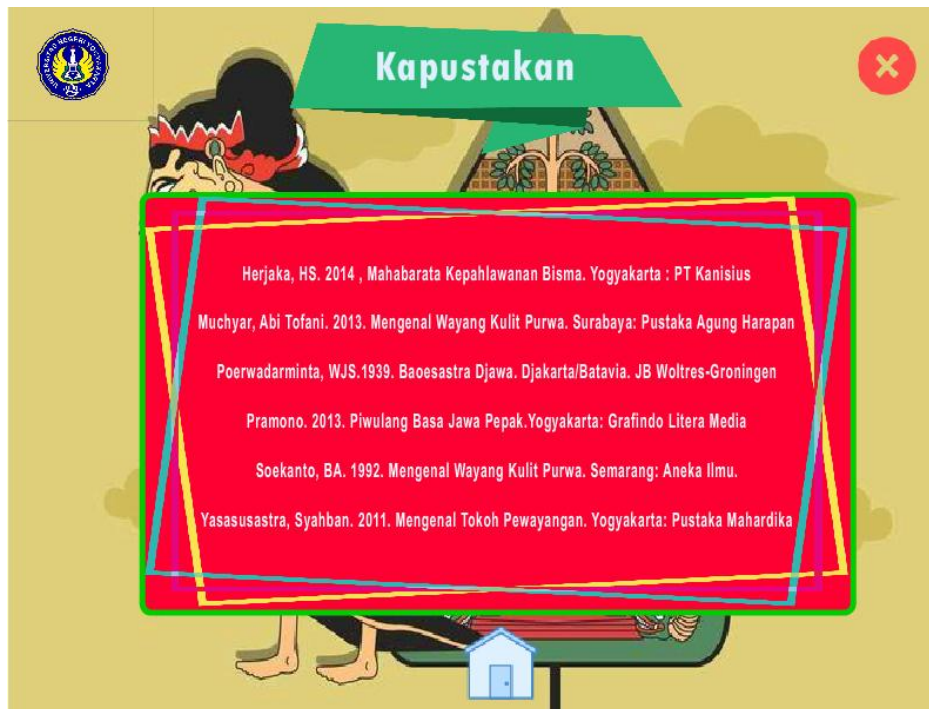 UNIVERSITAS NEGERI YOGYAKARTA
Kapustakan
Herjaka, HS. 2014 , Mahabarata Kepahlawanan Bisma. Yogyakarta : PT Kanisius
Muchyar, Abi Tofani. 2013. Mengenal Wayang Kulit Purwa. Surabaya: Pustaka Agung Harapan
Poerwadarminta, WJS.1939. Baoesastra Djawa. Djakarta/Batavia. JB Woltres-Groningen
Pramono. 2013. Piwulang Basa Jawa Pepak.Yogyakarta: Grafindo Litera Media
Soekanto, BA. 1992. Mengenal Wayang Kulit Purwa. Semarang: Aneka Ilmu.
Yasasusastra, Syahban. 2011. Mengenal Tokoh Pewayangan. Yogyakarta: Pustaka Mahardika